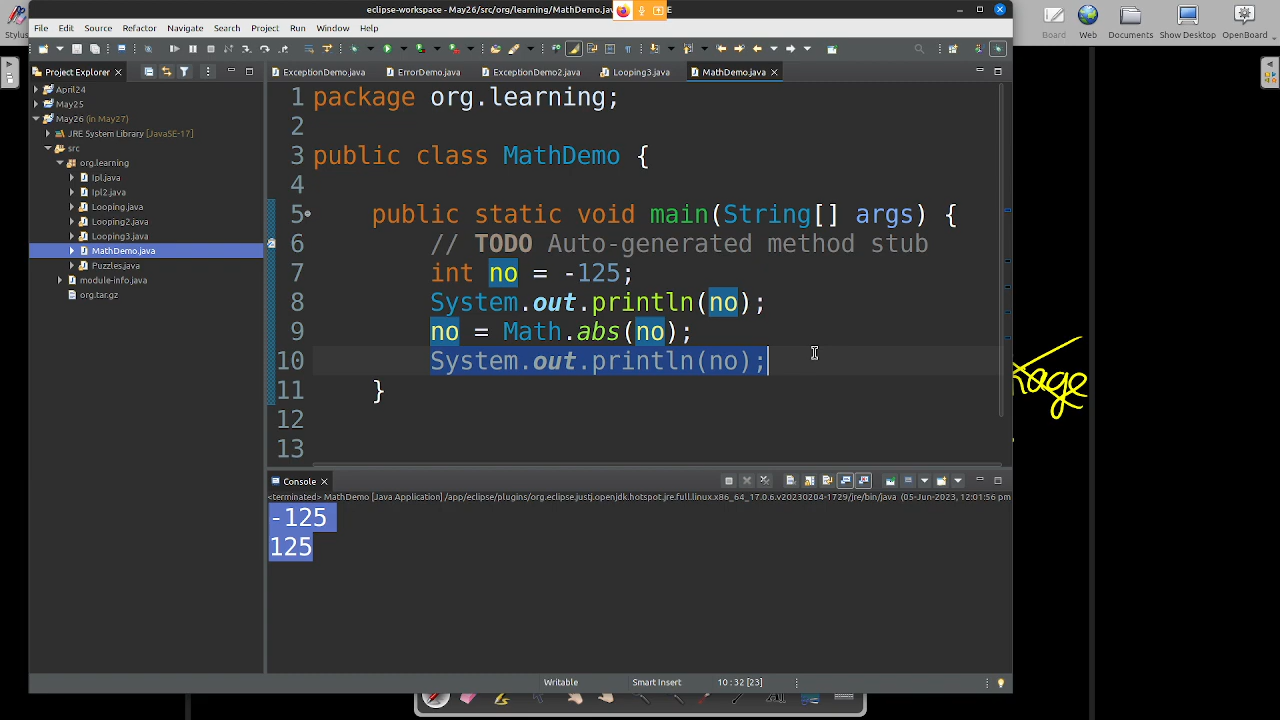 eclipse-workspace - May26/src/org/learning/MathDemo.java E
Stylus
Board Web Documents Show Desktop OpenBoard
File Edit Source Refactor Navigate Search Project Run Window Help
Project Explorer
ExceptionDemo.java ErrorDemo.java ExceptionDemo2.java Looping3.java MathDemo.java
April24
May25
May26 (in May27)
JRE System Library [JavaSE-17]
src
org.learning
Ipl.java
Ipl2.java
Looping.java
Looping2.java
Looping3.java
MathDemo.java
Puzzles.java
module-info.java
org.tar.gz
1 package org.learning;
2
3 public class MathDemo {
4
5 public static void main(String[] args) {
6 // TODO Auto-generated method stub
7 int no = -125;
8 System.out.println(no);
9 no = Math.abs(no);
10 System.out.println(no);
11 }
12
13
Console
<terminated> MathDemo [Java Application] /app/eclipse/plugins/org.eclipse.justj.openjdk.hotspot.jre.full.linux.x86_64_17.0.6.v20230204-1729/jre/bin/java (05-Jun-2023, 12:01:56 pm
-125
125
Writable Smart Insert 10 : 32 [23]